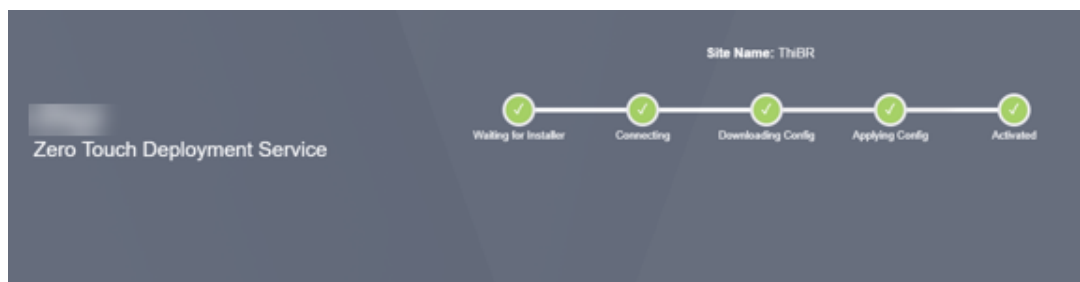 Site Name: ThiBR
Waiting for Installer
Connecting
Downloading Config
Applying Config
Activated
Zero Touch Deployment Service